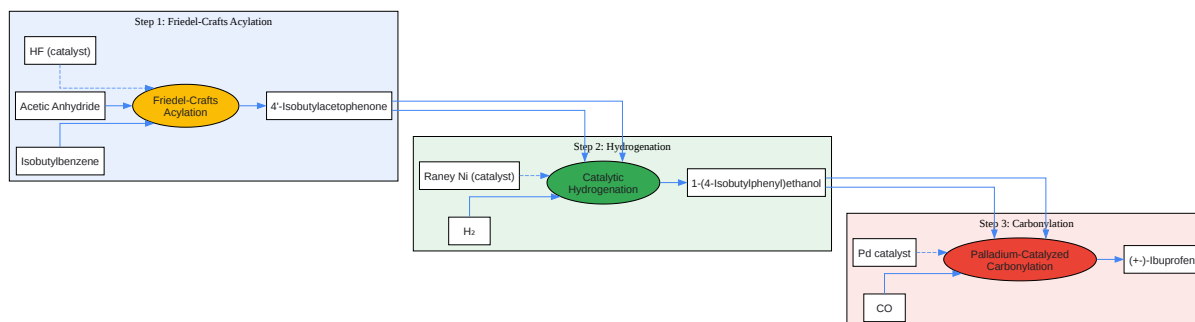 Step 1: Friedel-Crafts Acylation
HF (catalyst)
Acetic Anhydride
Friedel-Crafts
Acylation
4'-Isobutylacetophenone
Isobutylbenzene
Step 2: Hydrogenation
Raney Ni (catalyst)
Catalytic
Hydrogenation
1-(4-Isobutylphenyl)ethanol
H₂
Step 3: Carbonylation
Pd catalyst
Palladium-Catalyzed
Carbonylation
(+-)-Ibuprofen
CO